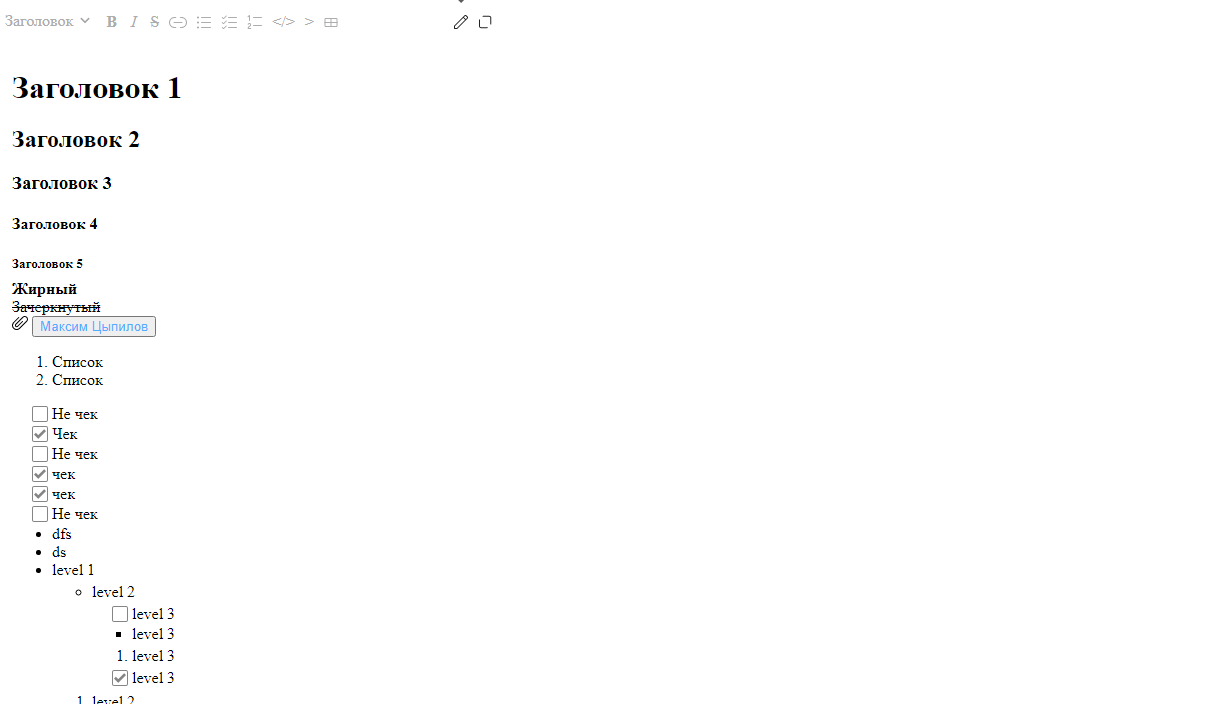 Заголовок B I S </> >
Заголовок 1
Заголовок 2
Заголовок 3
Заголовок 4
Заголовок 5
Жирный
Зачеркнутый
Максим Цыпилов
1. Список
2. Список
Не чек
Чек
Не чек
чек
чек
Не чек
dfs
ds
level 1
level 2
level 3
level 3
1. level 3
level 3
1. level 2